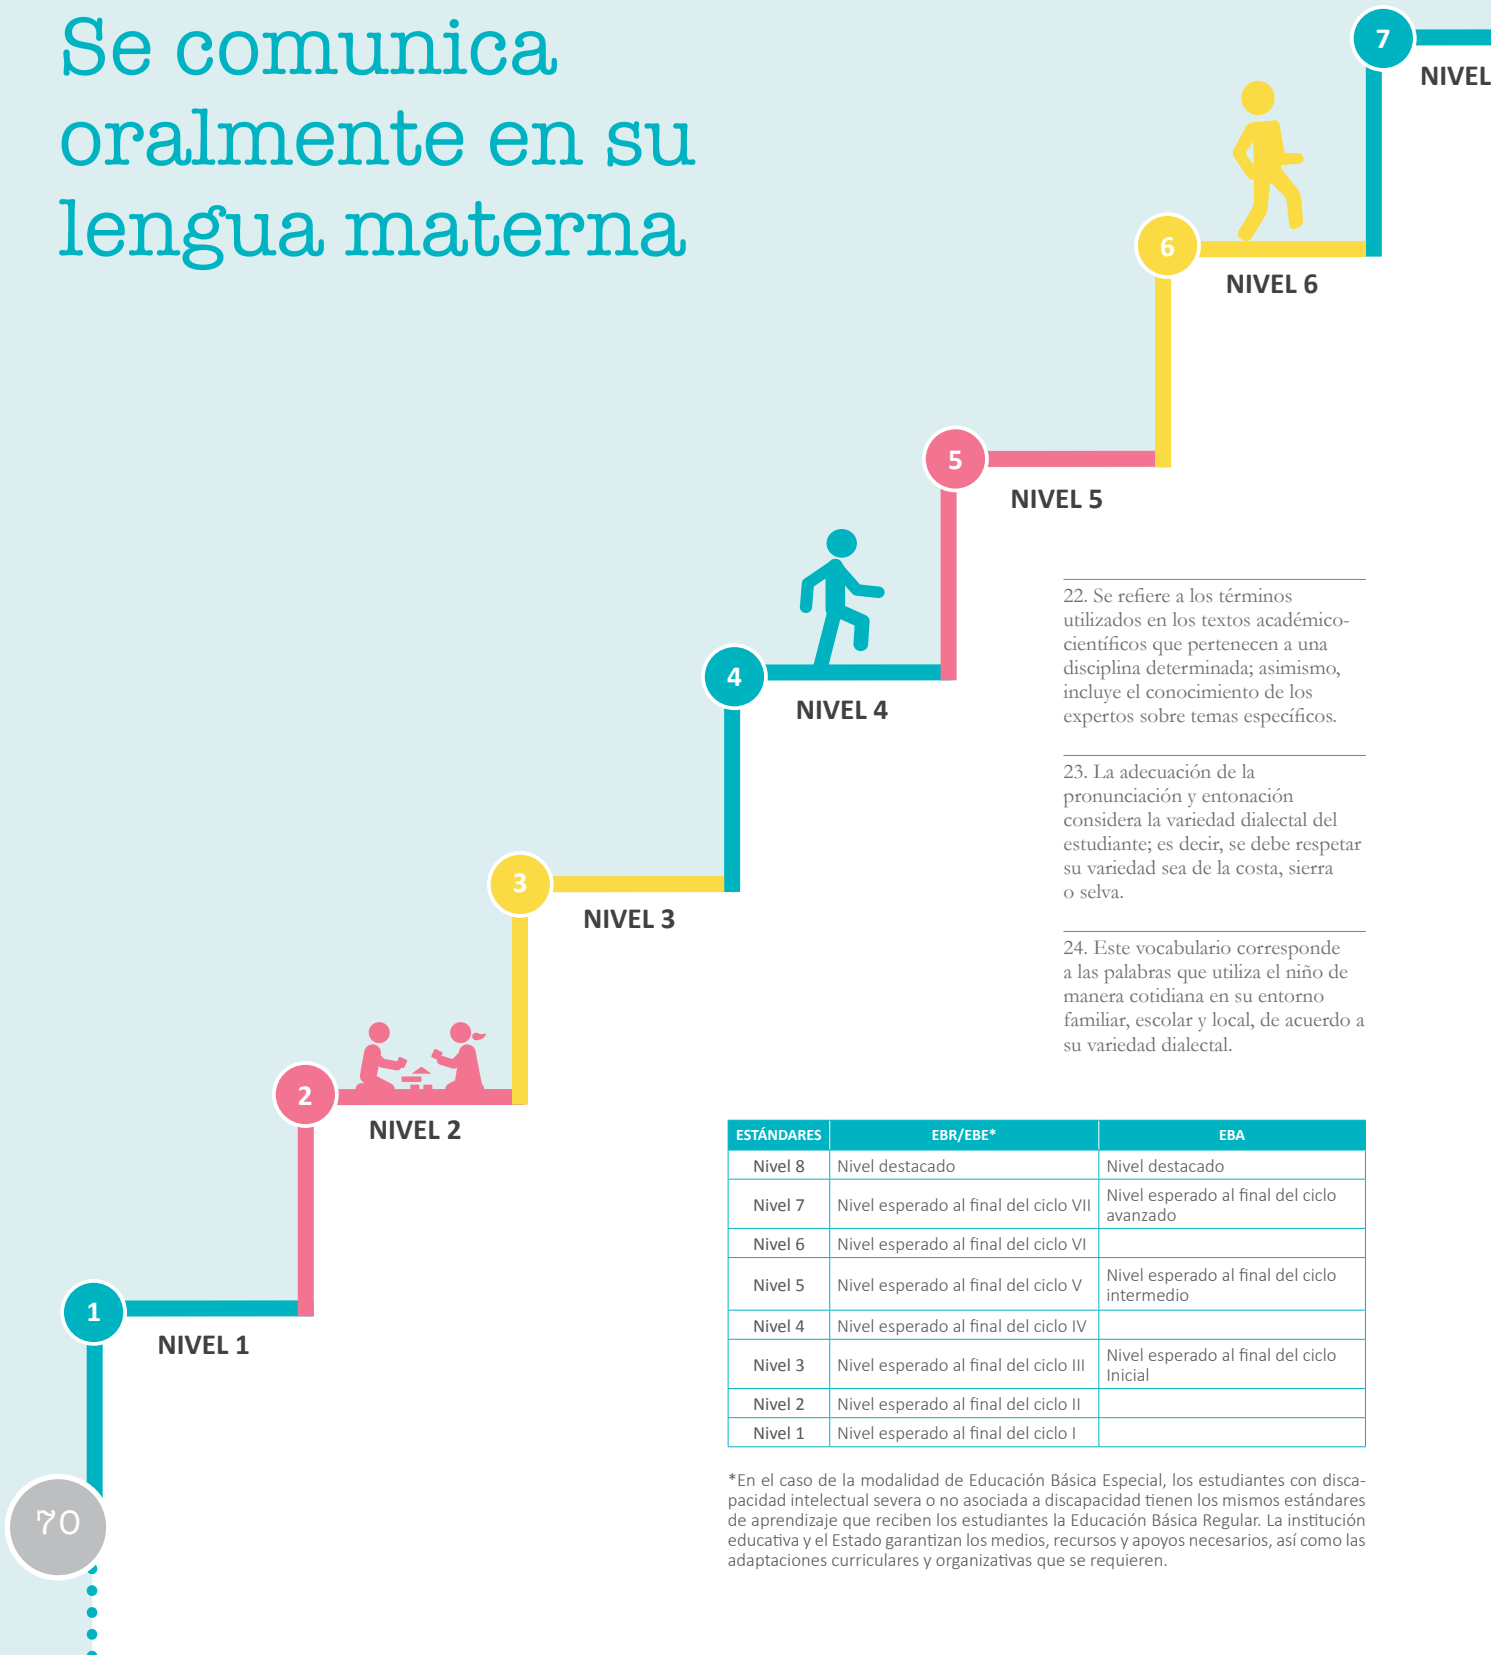 Se comunica
oralmente en su
lengua materna
7
NIVEL
6
NIVEL 6
5
NIVEL 5
4
NIVEL 4
3
NIVEL 3
2
NIVEL 2
1
NIVEL 1
22. Se refiere a los términos
utilizados en los textos académico-
científicos que pertenecen a una
disciplina determinada; asimismo,
incluye el conocimiento de los
expertos sobre temas específicos.
23. La adecuación de la
pronunciación y entonación
considera la variedad dialectal del
estudiante; es decir, se debe respetar
su variedad sea de la costa, sierra
o selva.
24. Este vocabulario corresponde
a las palabras que utiliza el niño de
manera cotidiana en su entorno
familiar, escolar y local, de acuerdo a
su variedad dialectal.
ESTÁNDARES EBR/EBE* EBA
Nivel 8 Nivel destacado Nivel destacado
Nivel 7 Nivel esperado al final del ciclo VII Nivel esperado al final del ciclo
avanzado
Nivel 6 Nivel esperado al final del ciclo VI
Nivel 5 Nivel esperado al final del ciclo V Nivel esperado al final del ciclo
intermedio
Nivel 4 Nivel esperado al final del ciclo IV
Nivel 3 Nivel esperado al final del ciclo III Nivel esperado al final del ciclo
Inicial
Nivel 2 Nivel esperado al final del ciclo II
Nivel 1 Nivel esperado al final del ciclo I
*En el caso de la modalidad de Educación Básica Especial, los estudiantes con disca-
pacidad intelectual severa o no asociada a discapacidad tienen los mismos estándares
de aprendizaje que reciben los estudiantes la Educación Básica Regular. La institución
educativa y el Estado garantizan los medios, recursos y apoyos necesarios, así como las
adaptaciones curriculares y organizativas que se requieren.
70